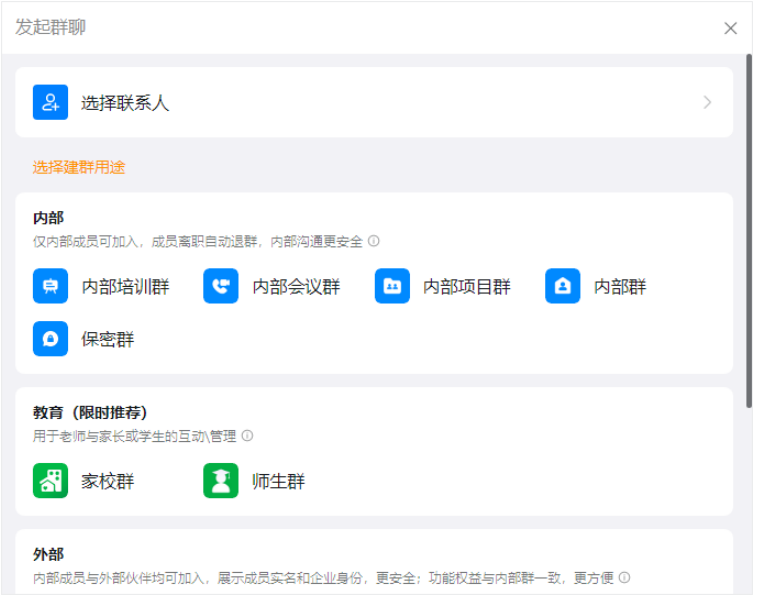 发起群聊
选择联系人
选择建群用途
内部
仅内部成员可加入，成员离职自动退群，内部沟通更安全
内部培训群 内部会议群 内部项目群 内部群
保密群
教育（限时推荐）
用于老师与家长或学生的互动\管理
家校群 师生群
外部
内部成员与外部伙伴均可加入，展示成员实名和企业身份，更安全；功能权益与内部群一致，更方便